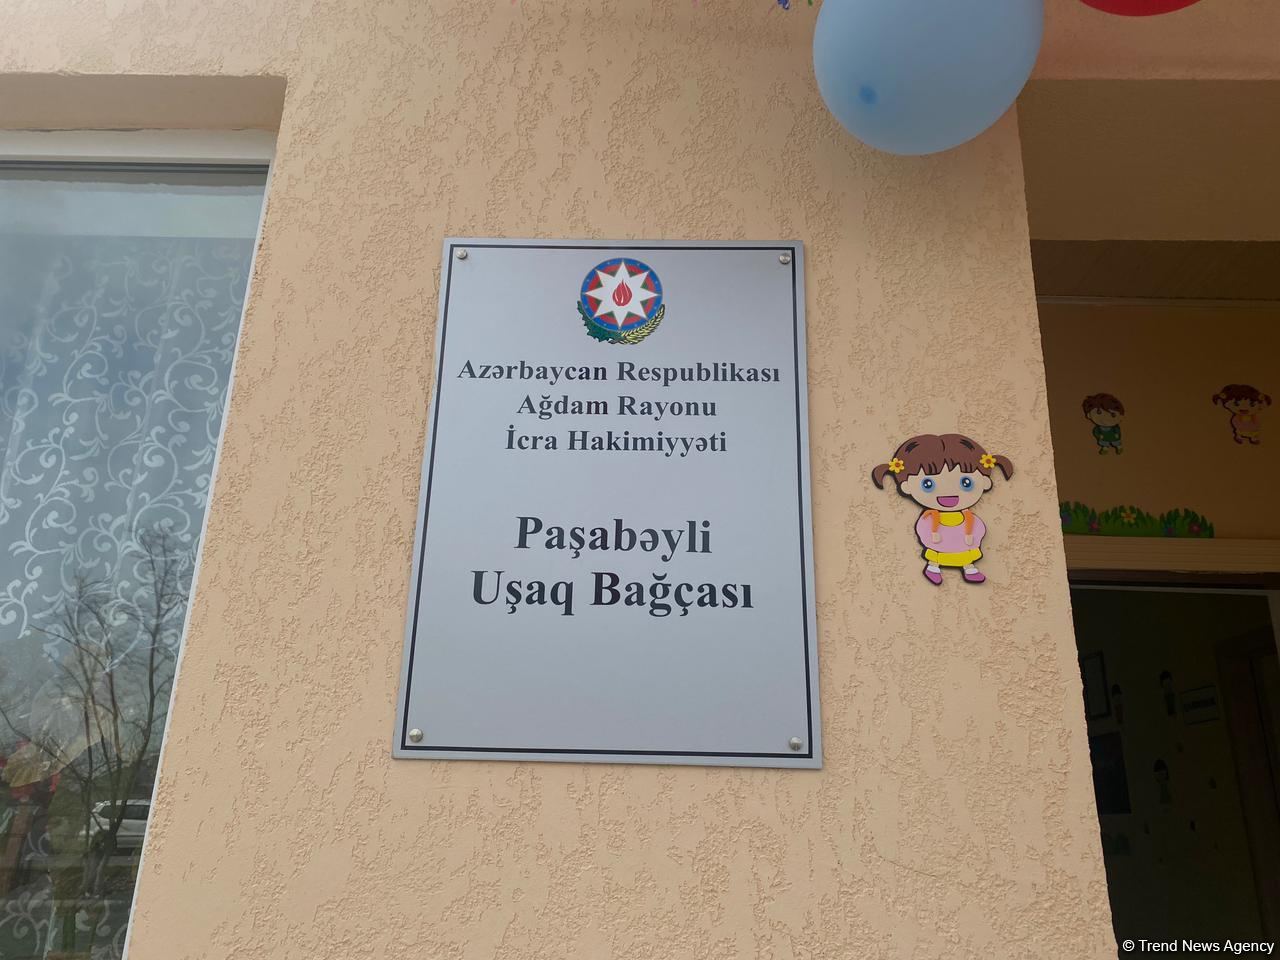 Azərbaycan Respublikası
Ağdam Rayonu
İcra Hakimiyyəti
Paşabəyli
Uşaq Bağçası
© Trend News Agency